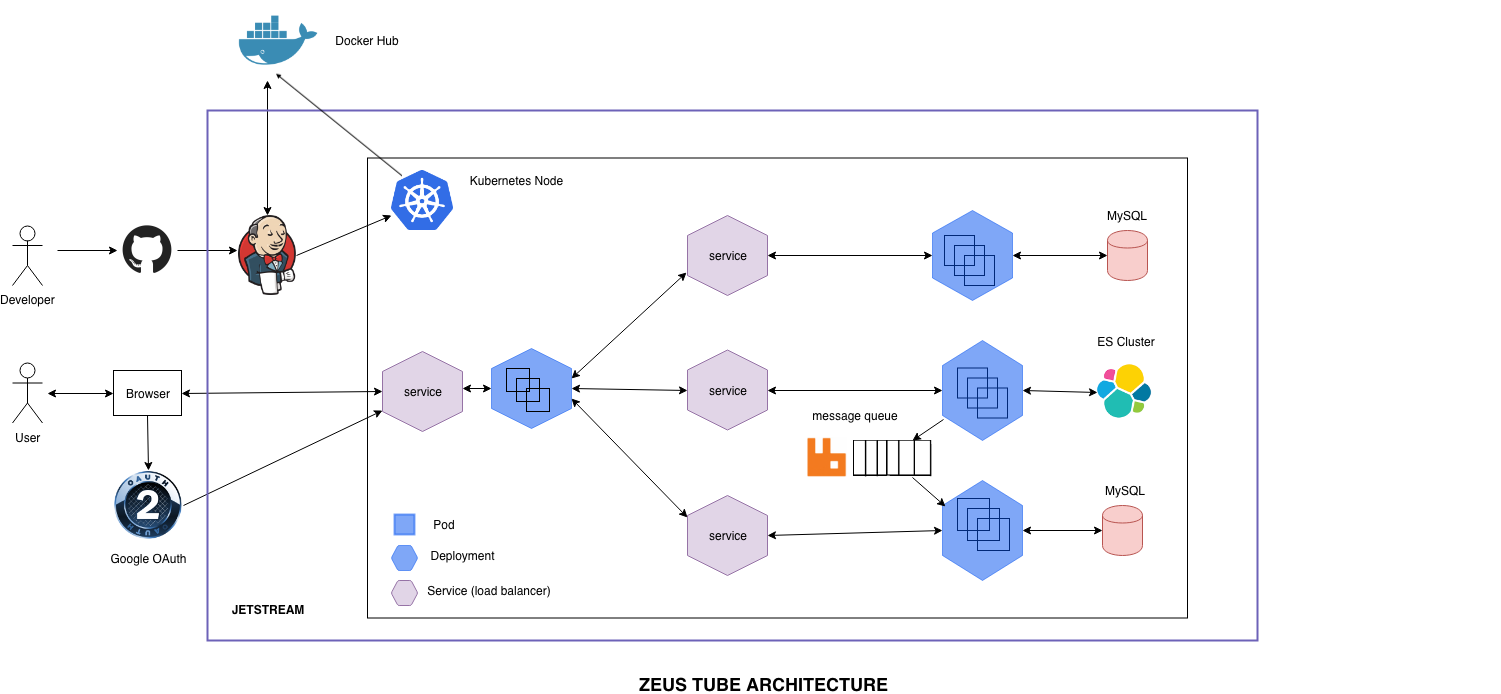 Docker Hub
Kubernetes Node
MySQL
service
Developer
ES Cluster
service
service
Browser
message queue
User
OAUTH
2
MySQL
Pod
service
Deployment
Google OAuth
Service (load balancer)
JETSTREAM
ZEUS TUBE ARCHITECTURE